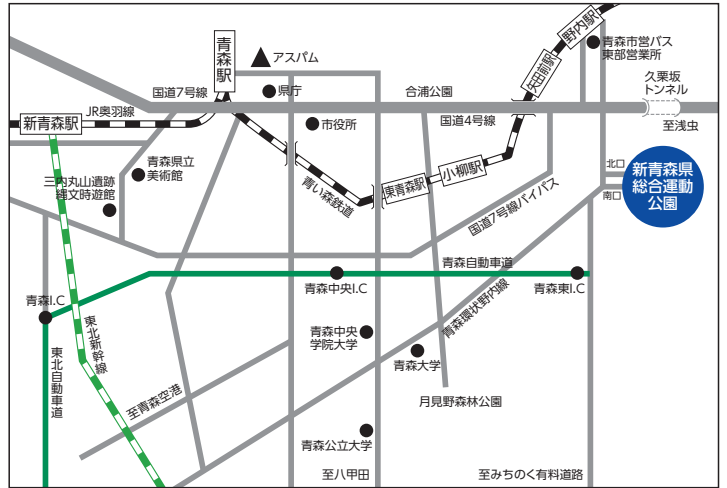 野内駅
青森市営バス
東部営業所
青森駅
アスパム
矢田前駅
久栗坂
トンネル
県庁
国道7号線
合浦公園
JR奥羽線
新青森駅
市役所
国道4号線
至浅虫
青森県立
美術館
三内丸山遺跡
縄文時遊館
青い森鉄道
東青森駅
小柳駅
国道7号線バイパス
北口
南口
新青森県
総合運動
公園
青森自動車道
青森I.C
青森中央I.C
青森東I.C
東北新幹線
東北自動車道
青森環状野内線
青森中央
学院大学
青森大学
至青森空港
月見野森林公園
青森公立大学
至八甲田
至みちのく有料道路